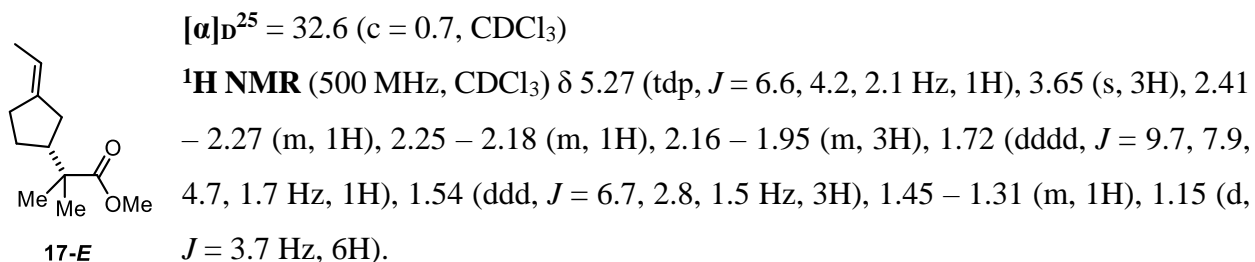 [α]D²⁵ = 32.6 (c = 0.7, CDCl₃)
¹H NMR (500 MHz, CDCl₃) δ 5.27 (tdp, J = 6.6, 4.2, 2.1 Hz, 1H), 3.65 (s, 3H), 2.41
– 2.27 (m, 1H), 2.25 – 2.18 (m, 1H), 2.16 – 1.95 (m, 3H), 1.72 (dddd, J = 9.7, 7.9,
4.7, 1.7 Hz, 1H), 1.54 (ddd, J = 6.7, 2.8, 1.5 Hz, 3H), 1.45 – 1.31 (m, 1H), 1.15 (d,
J = 3.7 Hz, 6H).
O
Me Me OMe
17-E